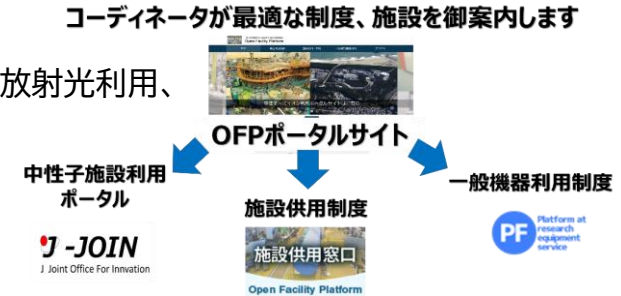 コーディネータが最適な制度、施設を御案内します
Open Facility Platform
放射光利用、
OFPポータルサイト
中性子施設利用
ポータル
J-JOIN
J Joint Office For Innvation
施設供用制度
施設供用窓口
Open Facility Platform
一般機器利用制度
PF
Platform at
research
equipment
service